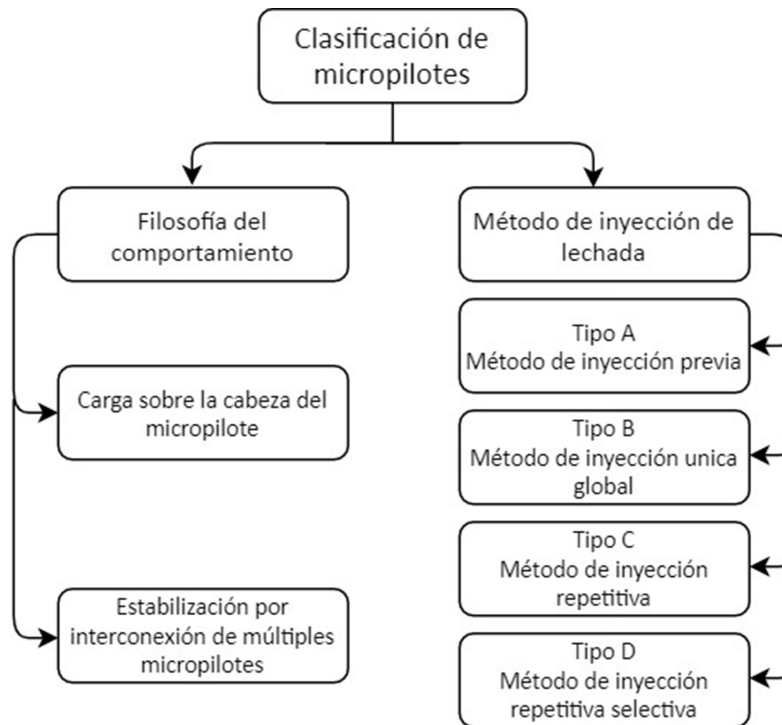 Clasificación de
micropilotes
Filosofía del
comportamiento
Carga sobre la cabeza del
micropilote
Estabilización por
interconexión de múltiples
micropilotes
Método de inyección de
lechada
Tipo A
Método de inyección previa
Tipo B
Método de inyección unica
global
Tipo C
Método de inyección
repetitiva
Tipo D
Método de inyección
repetitiva selectiva